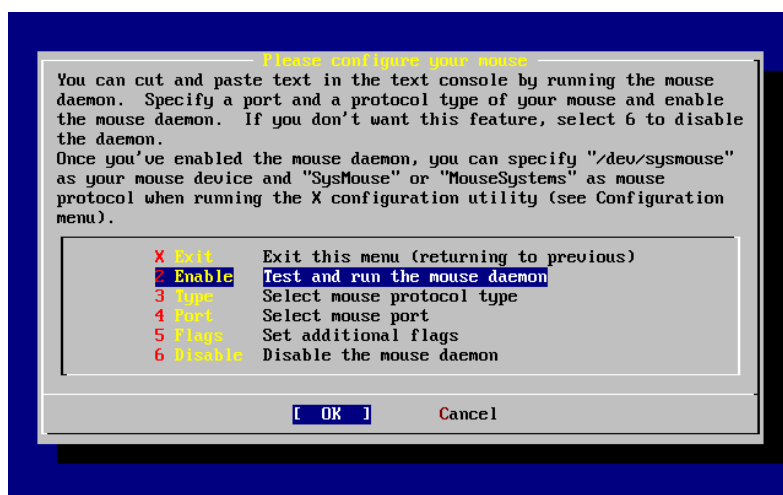 Please configure your mouse
You can cut and paste text in the text console by running the mouse
daemon.  Specify a port and a protocol type of your mouse and enable
the mouse daemon.  If you don't want this feature, select 6 to disable
the daemon.
Once you've enabled the mouse daemon, you can specify "/dev/sysmouse"
as your mouse device and "SysMouse" or "MouseSystems" as mouse
protocol when running the X configuration utility (see Configuration
menu).
X Exit Exit this menu (returning to previous)
2 Enable Test and run the mouse daemon
3 Type Select mouse protocol type
4 Port Select mouse port
5 Flags Set additional flags
6 Disable Disable the mouse daemon
[ OK ] Cancel